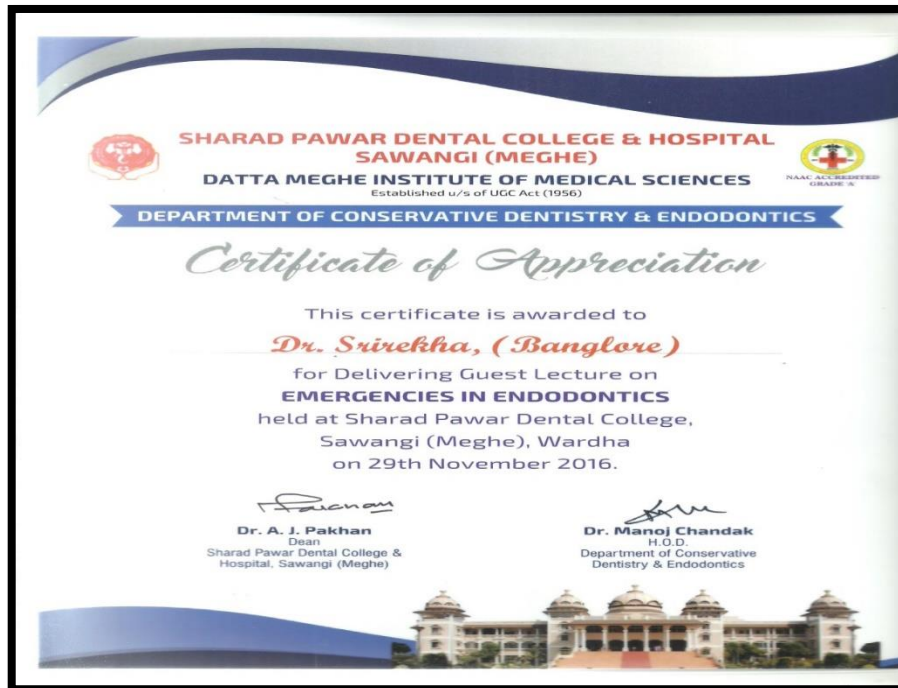 SHARAD PAWAR DENTAL COLLEGE & HOSPITAL
SAWANGI (MEGHE)
DATTA MEGHE INSTITUTE OF MEDICAL SCIENCES
Established u/s of UGC Act (1956)
NAAC ACCREDITED
GRADE 'A'
DEPARTMENT OF CONSERVATIVE DENTISTRY & ENDODONTICS
Certificate of Appreciation
This certificate is awarded to
Dr. Srirekha, (Banglore)
for Delivering Guest Lecture on
EMERGENCIES IN ENDODONTICS
held at Sharad Pawar Dental College,
Sawangi (Meghe), Wardha
on 29th November 2016.
Dr. A. J. Pakhan
Dean
Sharad Pawar Dental College &
Hospital, Sawangi (Meghe)
Dr. Manoj Chandak
H.O.D.
Department of Conservative
Dentistry & Endodontics